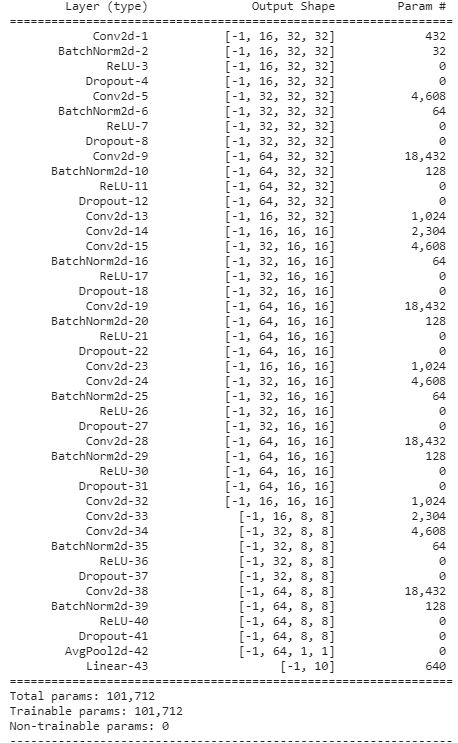 Layer (type) Output Shape Param #
================================================================
Conv2d-1 [-1, 16, 32, 32] 432
BatchNorm2d-2 [-1, 16, 32, 32] 32
ReLU-3 [-1, 16, 32, 32] 0
Dropout-4 [-1, 16, 32, 32] 0
Conv2d-5 [-1, 32, 32, 32] 4,608
BatchNorm2d-6 [-1, 32, 32, 32] 64
ReLU-7 [-1, 32, 32, 32] 0
Dropout-8 [-1, 32, 32, 32] 0
Conv2d-9 [-1, 64, 32, 32] 18,432
BatchNorm2d-10 [-1, 64, 32, 32] 128
ReLU-11 [-1, 64, 32, 32] 0
Dropout-12 [-1, 64, 32, 32] 0
Conv2d-13 [-1, 16, 32, 32] 1,024
Conv2d-14 [-1, 16, 16, 16] 2,304
Conv2d-15 [-1, 32, 16, 16] 4,608
BatchNorm2d-16 [-1, 32, 16, 16] 64
ReLU-17 [-1, 32, 16, 16] 0
Dropout-18 [-1, 32, 16, 16] 0
Conv2d-19 [-1, 64, 16, 16] 18,432
BatchNorm2d-20 [-1, 64, 16, 16] 128
ReLU-21 [-1, 64, 16, 16] 0
Dropout-22 [-1, 64, 16, 16] 0
Conv2d-23 [-1, 16, 16, 16] 1,024
Conv2d-24 [-1, 32, 16, 16] 4,608
BatchNorm2d-25 [-1, 32, 16, 16] 64
ReLU-26 [-1, 32, 16, 16] 0
Dropout-27 [-1, 32, 16, 16] 0
Conv2d-28 [-1, 64, 16, 16] 18,432
BatchNorm2d-29 [-1, 64, 16, 16] 128
ReLU-30 [-1, 64, 16, 16] 0
Dropout-31 [-1, 64, 16, 16] 0
Conv2d-32 [-1, 16, 16, 16] 1,024
Conv2d-33 [-1, 16, 8, 8] 2,304
Conv2d-34 [-1, 32, 8, 8] 4,608
BatchNorm2d-35 [-1, 32, 8, 8] 64
ReLU-36 [-1, 32, 8, 8] 0
Dropout-37 [-1, 32, 8, 8] 0
Conv2d-38 [-1, 64, 8, 8] 18,432
BatchNorm2d-39 [-1, 64, 8, 8] 128
ReLU-40 [-1, 64, 8, 8] 0
Dropout-41 [-1, 64, 8, 8] 0
AvgPool2d-42 [-1, 64, 1, 1] 0
Linear-43 [-1, 10] 640
================================================================
Total params: 101,712
Trainable params: 101,712
Non-trainable params: 0
----------------------------------------------------------------